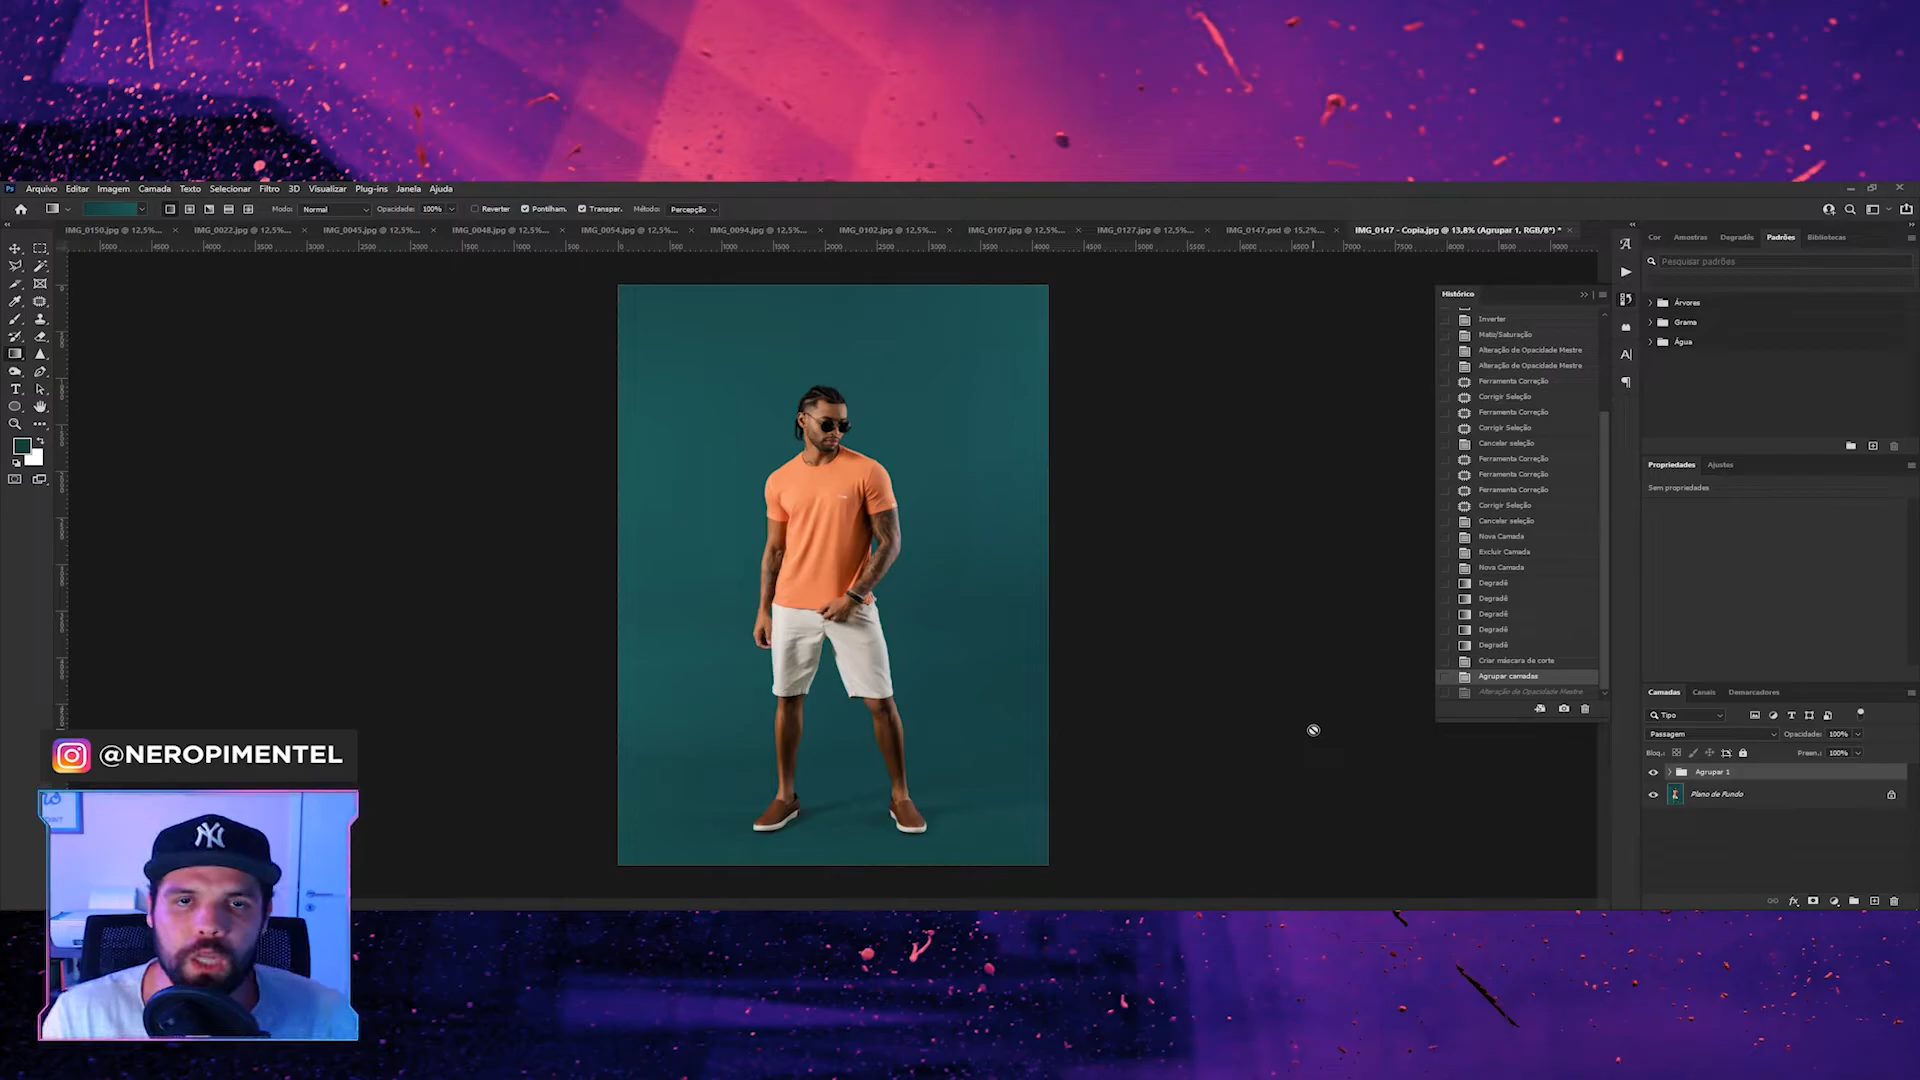 Ps Arquivo Editar Imagem Camada Texto Selecionar Filtro 3D Visualizar Plug-ins Janela Ajuda
Modo: Normal Opacidade: 100% Reverter Pontilham. Transpar. Método: Percepção
IMG_0150.jpg @ 12,5%... × IMG_0022.jpg @ 12,5%... × IMG_0045.jpg @ 12,5%... × IMG_0048.jpg @ 12,5%... × IMG_0054.jpg @ 12,5%... × IMG_0094.jpg @ 12,5%... × IMG_0102.jpg @ 12,5%... × IMG_0107.jpg @ 12,5%... × IMG_0127.jpg @ 12,5%... × IMG_0147.psd @ 15,2%... × IMG_0147 - Copia.jpg @ 13,8% (Agrupar 1, RGB/8*) * ×
Cor Amostras Degradês Padrões Bibliotecas
Pesquisar padrões
Árvores
Grama
Água
Histórico
Inverter
Matiz/Saturação
Alteração de Opacidade Mestre
Alteração de Opacidade Mestre
Ferramenta Correção
Corrigir Seleção
Ferramenta Correção
Corrigir Seleção
Cancelar seleção
Ferramenta Correção
Ferramenta Correção
Ferramenta Correção
Corrigir Seleção
Cancelar seleção
Nova Camada
Excluir Camada
Nova Camada
Degradê
Degradê
Degradê
Degradê
Degradê
Criar máscara de corte
Agrupar camadas
Alteração de Opacidade Mestre
Propriedades Ajustes
Sem propriedades
Camadas Canais Demarcadores
Tipo
Passagem Opacidade: 100%
Bloq.: Preen.: 100%
Agrupar 1
Plano de Fundo
fx
@NEROPIMENTEL
NY